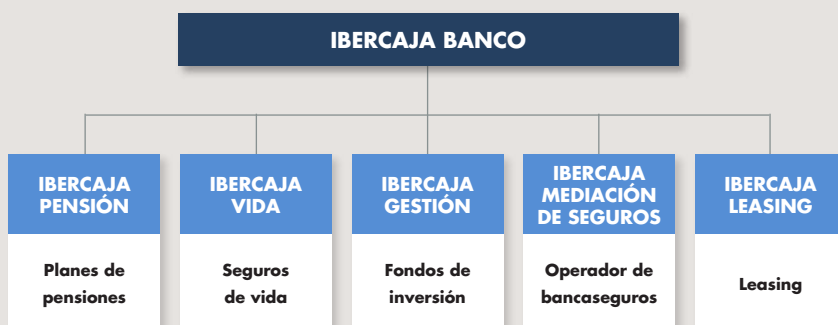 IBERCAJA BANCO
IBERCAJA
PENSIÓN
IBERCAJA
VIDA
IBERCAJA
GESTIÓN
IBERCAJA
MEDIACIÓN
DE SEGUROS
IBERCAJA
LEASING
Planes de
pensiones
Seguros
de vida
Fondos de
inversión
Operador de
bancaseguros
Leasing